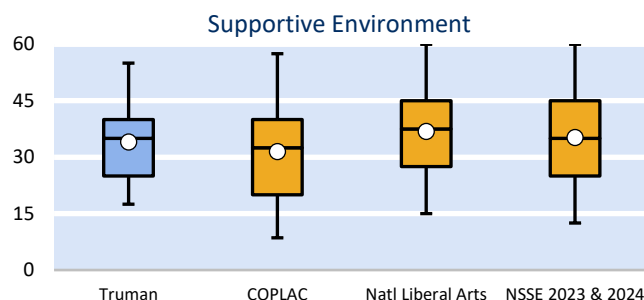 Supportive Environment
60
45
30
15
0
Truman
COPLAC
Natl Liberal Arts
NSSE 2023 & 2024